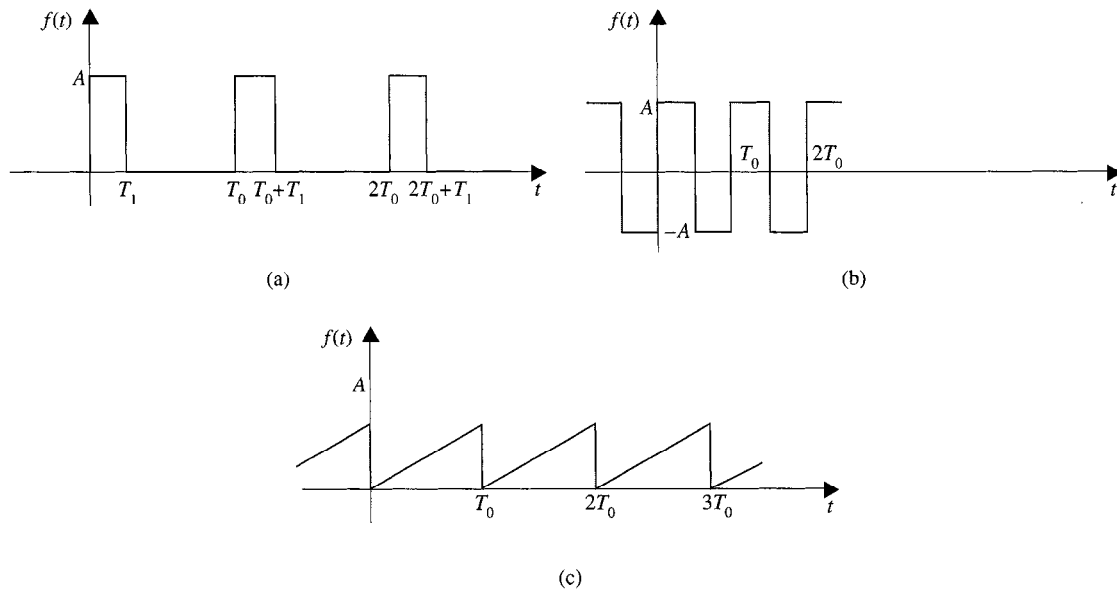 f(t)
A
T₁ T₀ T₀+T₁ 2T₀ 2T₀+T₁ t
(a)
f(t)
A
T₀ 2T₀
t
−A
(b)
f(t)
A
T₀ 2T₀ 3T₀ t
(c)